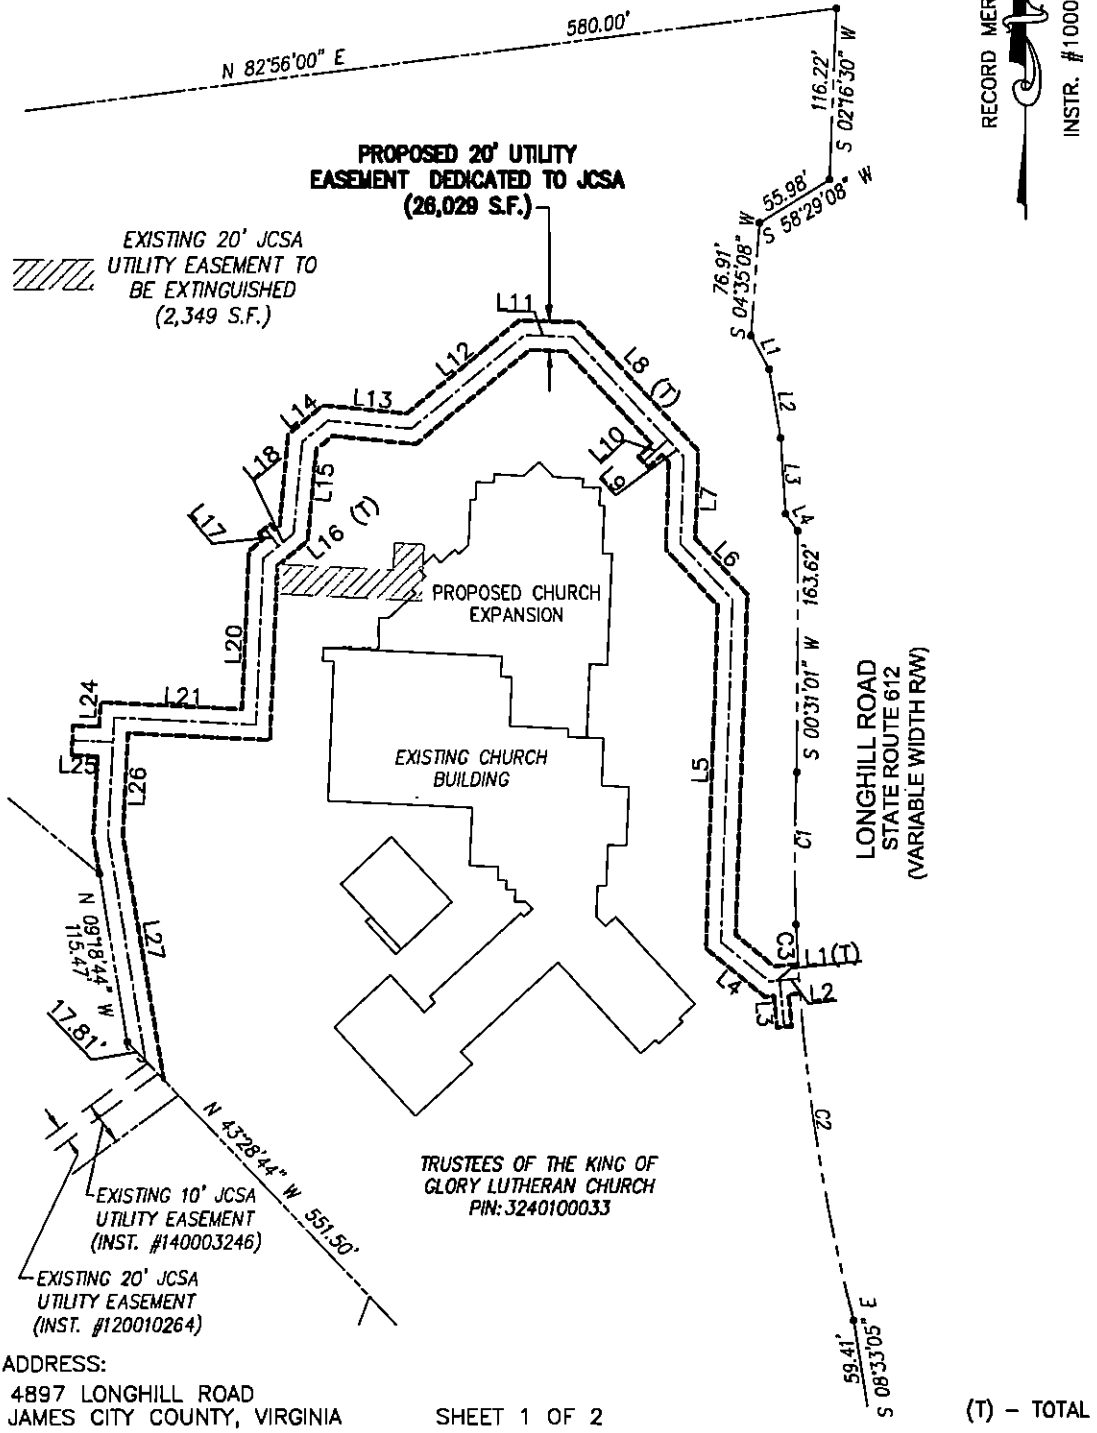 580.00'
N 82°56'00" E
116.22'
S 02°16'30" W
RECORD MER
INSTR. #1000
PROPOSED 20' UTILITY
EASEMENT DEDICATED TO JCSA
(26,029 S.F.)
55.98'
S 58°29'08" W
76.91'
S 04°35'08" W
EXISTING 20' JCSA
UTILITY EASEMENT TO
BE EXTINGUISHED
(2,349 S.F.)
L11
L12
L8 (T)
L1
L2
L13
L14
L18
L15
L10
L9
L3
L7
L4
L17
L16 (T)
L6
163.62'
S 00°31'01" W
PROPOSED CHURCH
EXPANSION
L20
L24
L21
L25
L26
EXISTING CHURCH
BUILDING
L5
LONGHILL ROAD
STATE ROUTE 612
(VARIABLE WIDTH R/W)
C1
N 09°18'44" W
115.47'
L27
C3
L1(T)
L4
L2
L3
17.81'
C2
N 43°28'44" W 551.50'
TRUSTEES OF THE KING OF
GLORY LUTHERAN CHURCH
PIN: 3240100033
EXISTING 10' JCSA
UTILITY EASEMENT
(INST. #140003246)
EXISTING 20' JCSA
UTILITY EASEMENT
(INST. #120010264)
59.41'
S 08°33'05" E
ADDRESS:
4897 LONGHILL ROAD
JAMES CITY COUNTY, VIRGINIA
SHEET 1 OF 2
(T) – TOTAL